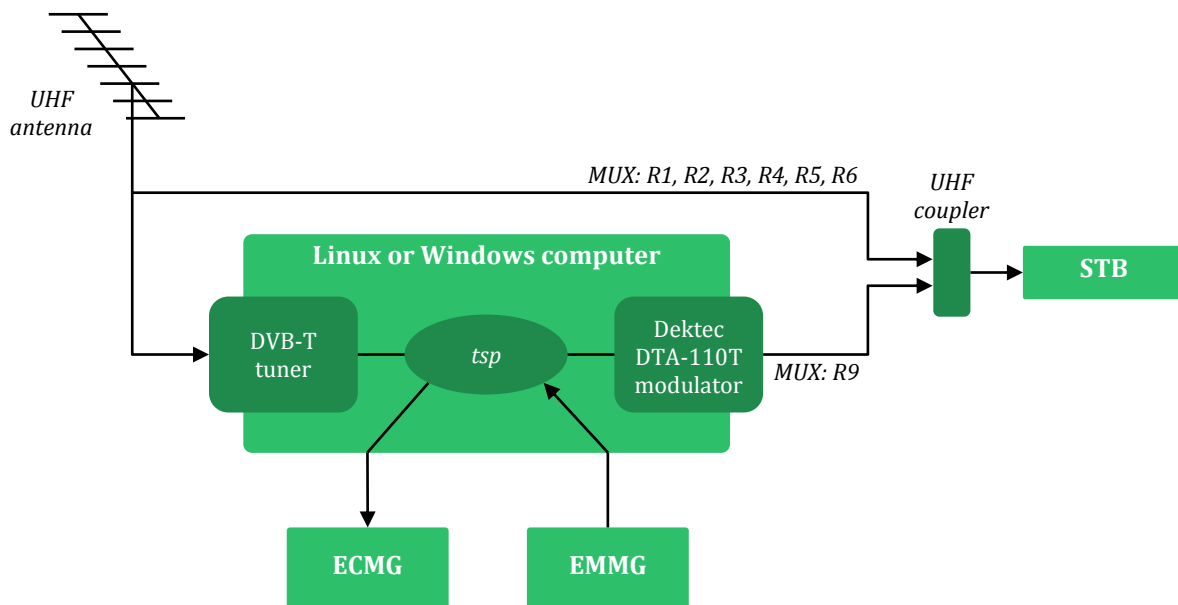 UHF
antenna
MUX: R1, R2, R3, R4, R5, R6
UHF
coupler
Linux or Windows computer
STB
DVB-T
tuner
tsp
Dektec
DTA-110T
modulator
MUX: R9
ECMG
EMMG